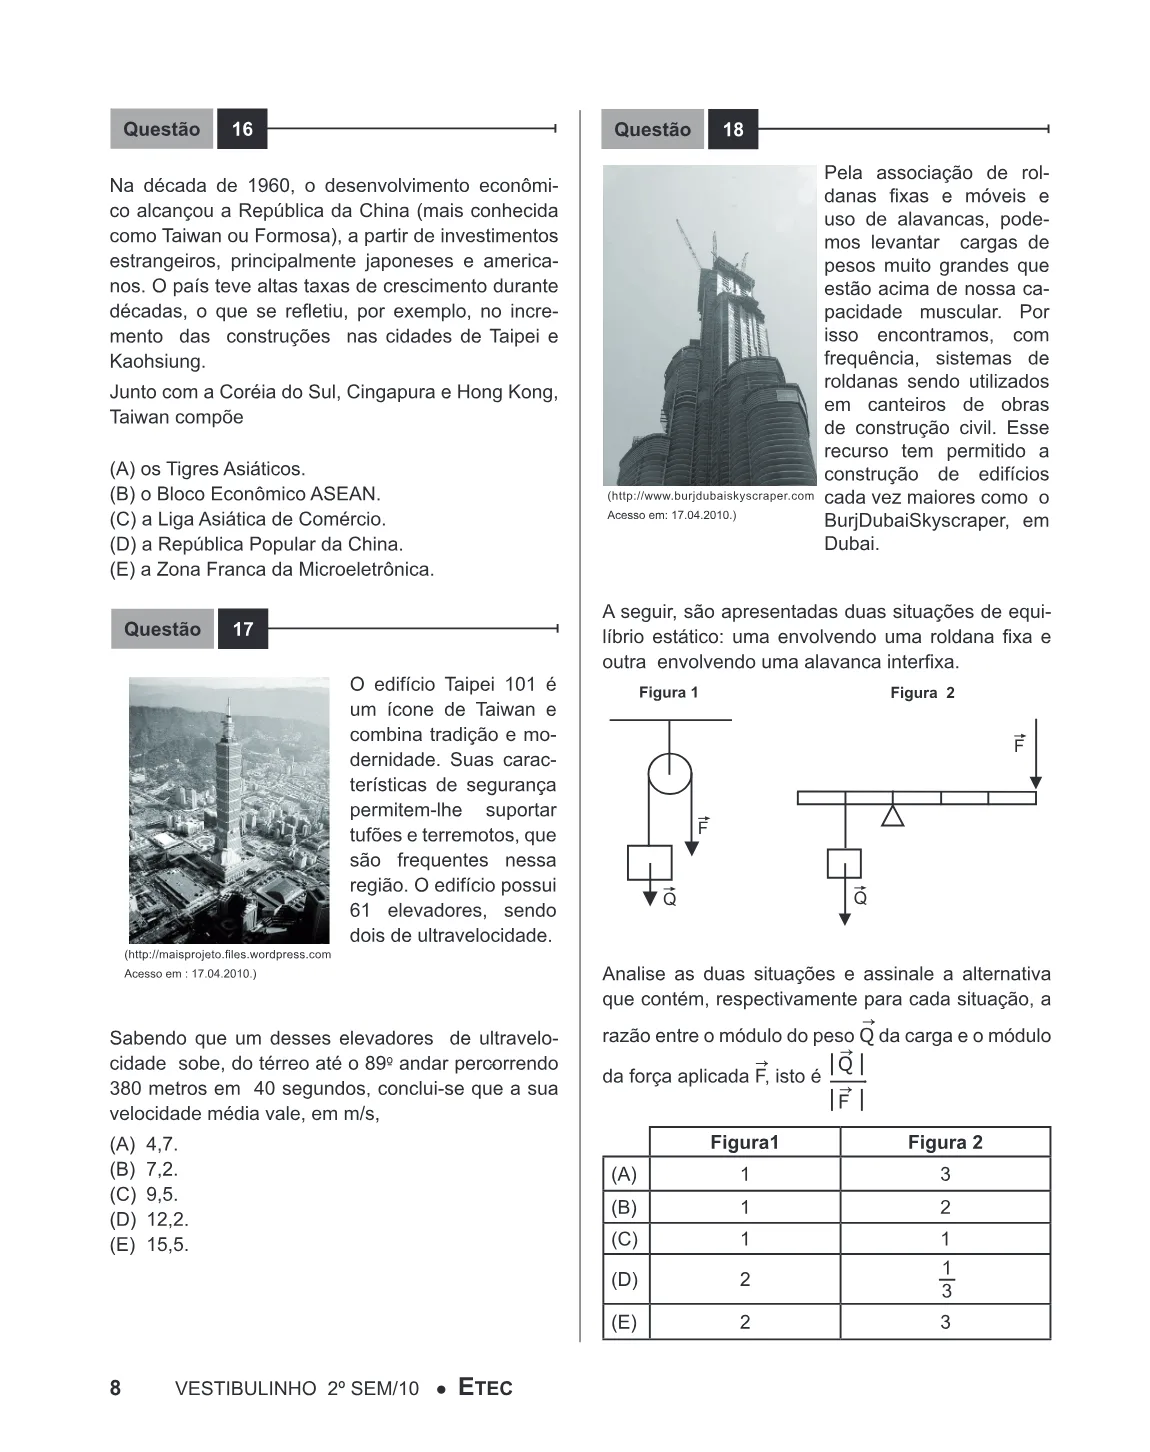 Questão 16
Na década de 1960, o desenvolvimento econômi-
co alcançou a República da China (mais conhecida
como Taiwan ou Formosa), a partir de investimentos
estrangeiros, principalmente japoneses e america-
nos. O país teve altas taxas de crescimento durante
décadas, o que se refletiu, por exemplo, no incre-
mento das construções nas cidades de Taipei e
Kaohsiung.
Junto com a Coréia do Sul, Cingapura e Hong Kong,
Taiwan compõe
(A) os Tigres Asiáticos.
(B) o Bloco Econômico ASEAN.
(C) a Liga Asiática de Comércio.
(D) a República Popular da China.
(E) a Zona Franca da Microeletrônica.
Questão 17
O edifício Taipei 101 é
um ícone de Taiwan e
combina tradição e mo-
dernidade. Suas carac-
terísticas de segurança
permitem-lhe suportar
tufões e terremotos, que
são frequentes nessa
região. O edifício possui
61 elevadores, sendo
dois de ultravelocidade.
(http://maisprojeto.files.wordpress.com
Acesso em : 17.04.2010.)
Sabendo que um desses elevadores de ultravelo-
cidade sobe, do térreo até o 89º andar percorrendo
380 metros em 40 segundos, conclui-se que a sua
velocidade média vale, em m/s,
(A) 4,7.
(B) 7,2.
(C) 9,5.
(D) 12,2.
(E) 15,5.
Questão 18
Pela associação de rol-
danas fixas e móveis e
uso de alavancas, pode-
mos levantar cargas de
pesos muito grandes que
estão acima de nossa ca-
pacidade muscular. Por
isso encontramos, com
frequência, sistemas de
roldanas sendo utilizados
em canteiros de obras
de construção civil. Esse
recurso tem permitido a
construção de edifícios
cada vez maiores como o
BurjDubaiSkyscraper, em
Dubai.
(http://www.burjdubaiskyscraper.com
Acesso em: 17.04.2010.)
A seguir, são apresentadas duas situações de equi-
líbrio estático: uma envolvendo uma roldana fixa e
outra envolvendo uma alavanca interfixa.
Figura 1 Figura 2
F
F
Q Q
Analise as duas situações e assinale a alternativa
que contém, respectivamente para cada situação, a
razão entre o módulo do peso Q da carga e o módulo
da força aplicada F, isto é |Q|
|F|
Figura1 Figura 2
(A) 1 3
(B) 1 2
(C) 1 1
(D) 2 1/3
(E) 2 3
8 VESTIBULINHO 2º SEM/10 • ETEC